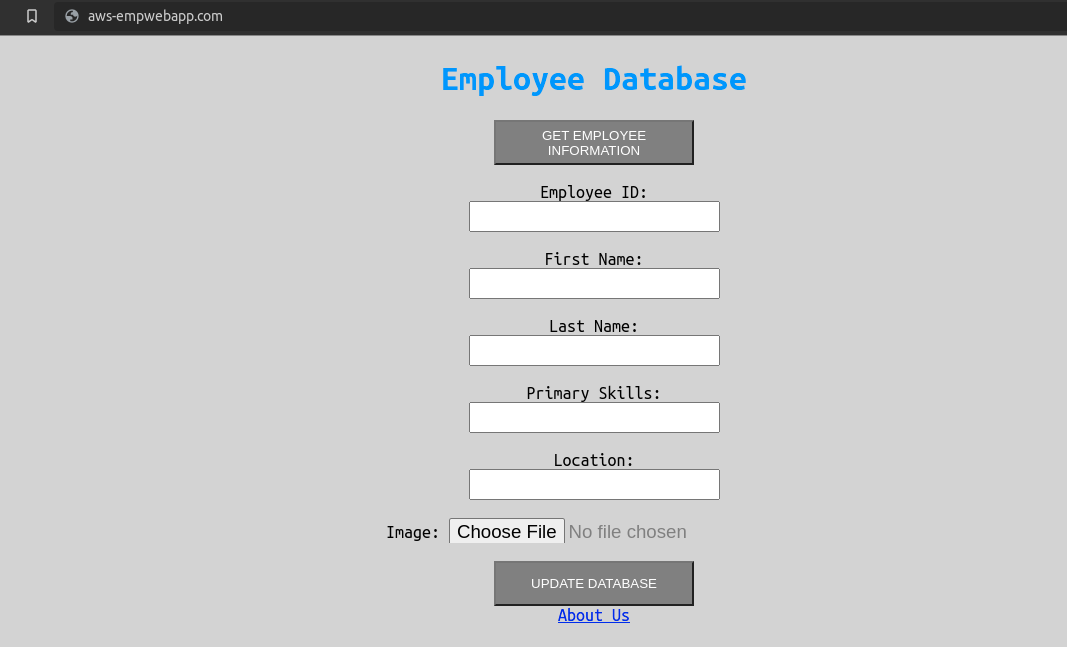 aws-empwebapp.com
Employee Database
GET EMPLOYEE
INFORMATION
Employee ID:
First Name:
Last Name:
Primary Skills:
Location:
Image: Choose File No file chosen
UPDATE DATABASE
About Us